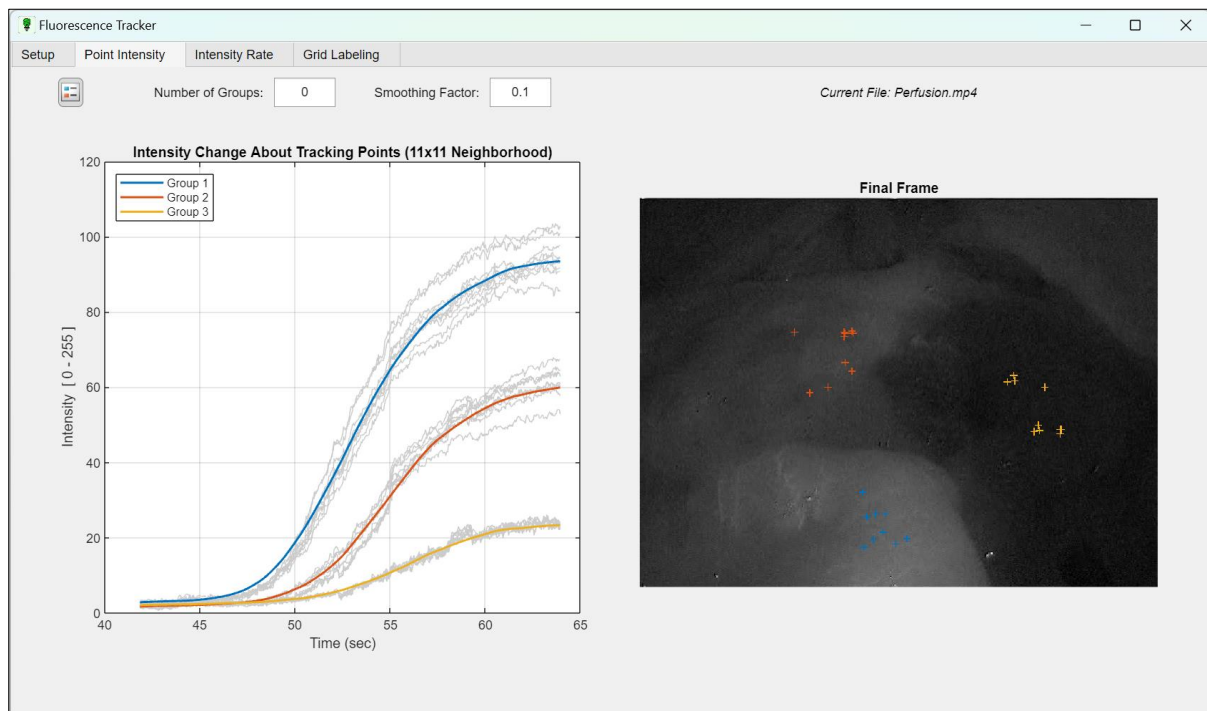 Fluorescence Tracker
Setup Point Intensity Intensity Rate Grid Labeling
Number of Groups: 0 Smoothing Factor: 0.1 Current File: Perfusion.mp4
Intensity Change About Tracking Points (11x11 Neighborhood)
Group 1
Group 2
Group 3
120
100
80
60
40
20
0
Intensity [ 0 - 255 ]
40 45 50 55 60 65
Time (sec)
Final Frame